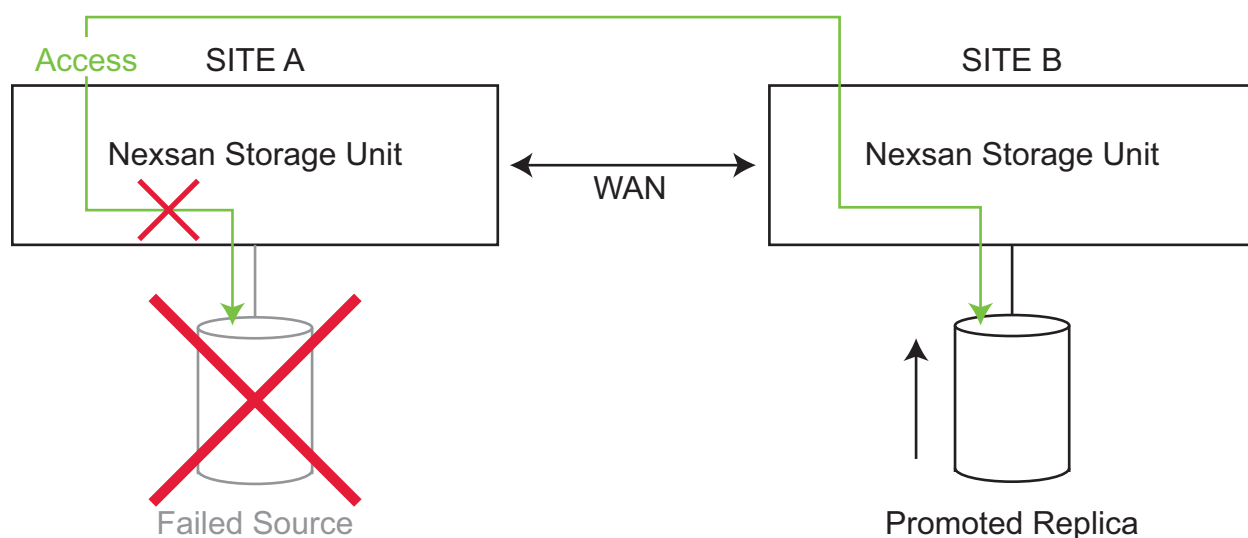 SITE A
SITE B
Access
Nexsan Storage Unit
Nexsan Storage Unit
WAN
Failed Source
Promoted Replica